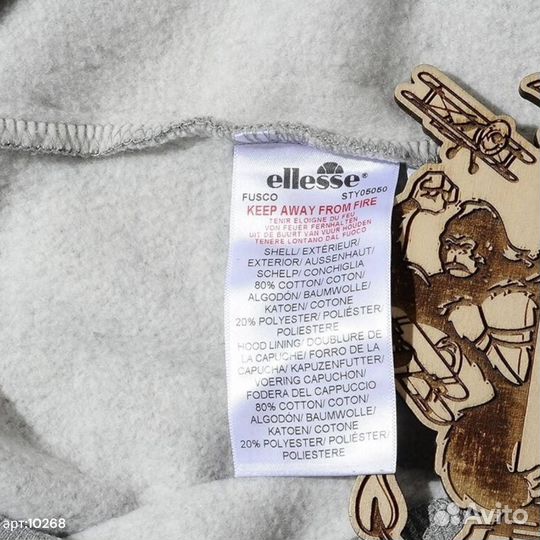 ellesse
FUSCO STY05050
KEEP AWAY FROM FIRE
TENIR ELOIGNE DU FEU
VON FEUER FERNHALTEN
UIT DE BUURT VAN VUUR HOUDEN
TENERE LONTANO DAL FUOCO
SHELL/ EXTÉRIEUR/
EXTERIOR/ AUSSENHAUT/
SCHELP/ CONCHIGLIA
80% COTTON/ COTON/
ALGODÓN/ BAUMWOLLE/
KATOEN/ COTONE
20% POLYESTER/ POLIÉSTER/
POLIESTERE
HOOD LINING/ DOUBLURE DE
LA CAPUCHE/ FORRO DE LA
CAPUCHA/ KAPUZENFUTTER/
VOERING CAPUCHON/
FODERA DEL CAPPUCCIO
80% COTTON/ COTON/
ALGODÓN/ BAUMWOLLE/
KATOEN/ COTONE
20% POLYESTER/ POLIÉSTER/
POLIESTERE
арт:10268
Avito